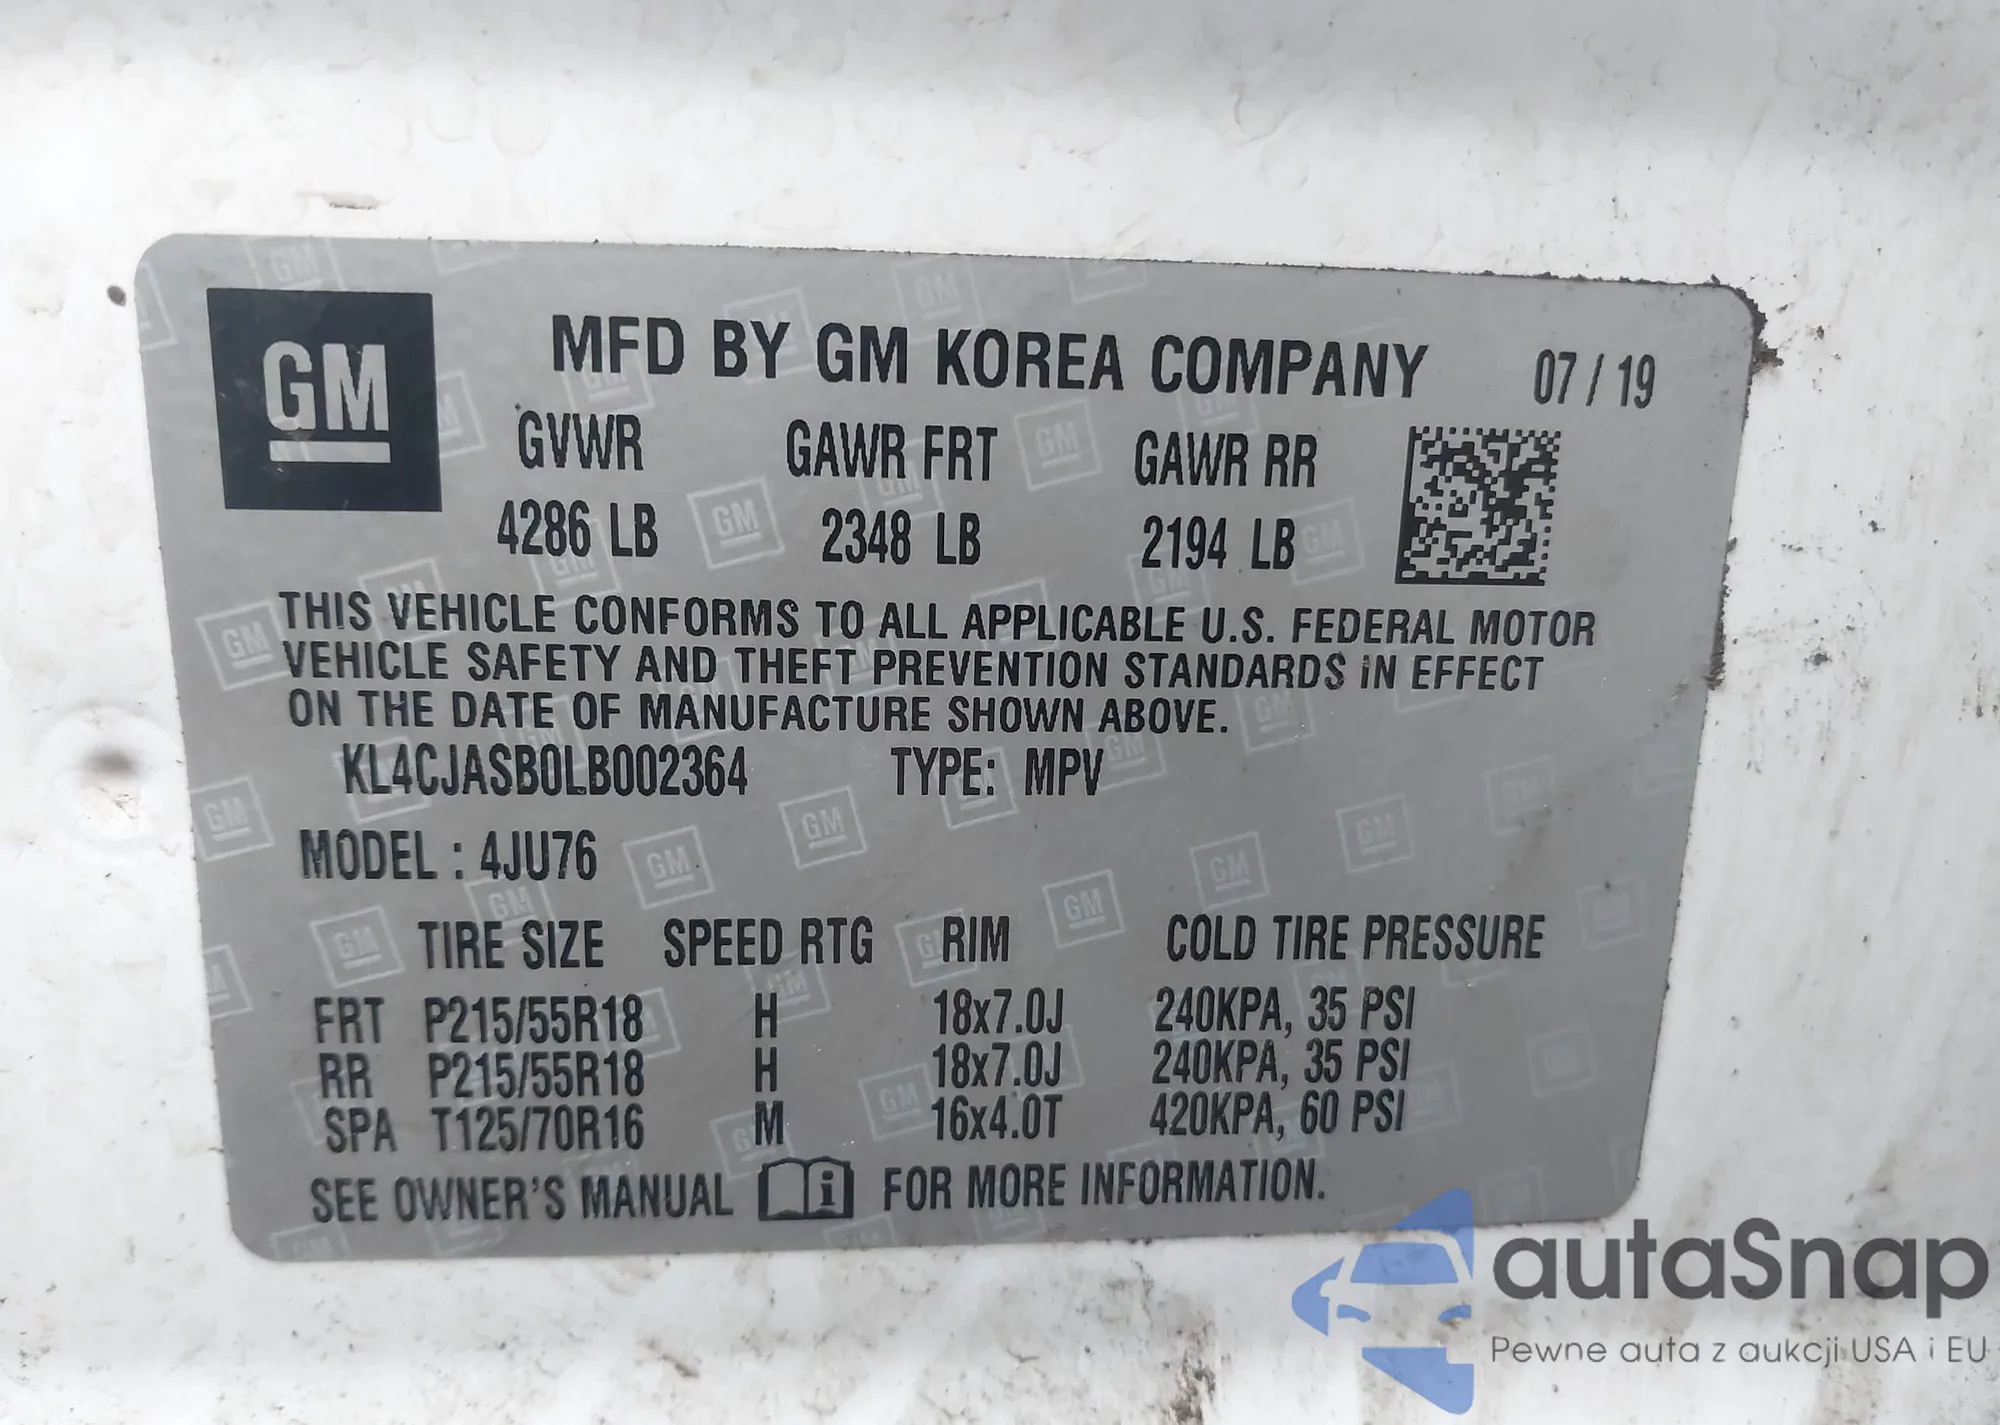 GM
MFD BY GM KOREA COMPANY 07 / 19
GVWR GAWR FRT GAWR RR
4286 LB 2348 LB 2194 LB
THIS VEHICLE CONFORMS TO ALL APPLICABLE U.S. FEDERAL MOTOR
VEHICLE SAFETY AND THEFT PREVENTION STANDARDS IN EFFECT
ON THE DATE OF MANUFACTURE SHOWN ABOVE.
KL4CJASB0LB002364 TYPE: MPV
MODEL : 4JU76
TIRE SIZE SPEED RTG RIM COLD TIRE PRESSURE
FRT P215/55R18 H 18x7.0J 240KPA, 35 PSI
RR P215/55R18 H 18x7.0J 240KPA, 35 PSI
SPA T125/70R16 M 16x4.0T 420KPA, 60 PSI
SEE OWNER'S MANUAL i FOR MORE INFORMATION.
autaSnap
Pewne auta z aukcji USA i EU